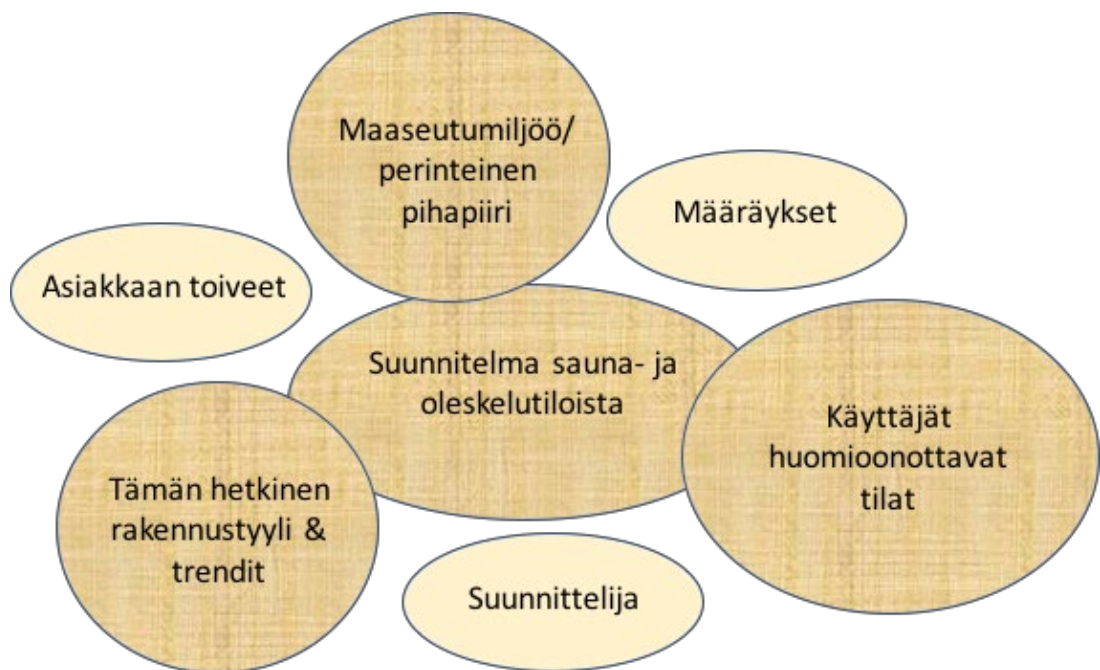 Maaseutumiljöö/
perinteinen
pihapiiri
Määräykset
Asiakkaan toiveet
Suunnitelma sauna- ja
oleskelutiloista
Käyttäjät
huomioonottavat
tilat
Tämän hetkinen
rakennustyyli &
trendit
Suunnittelija